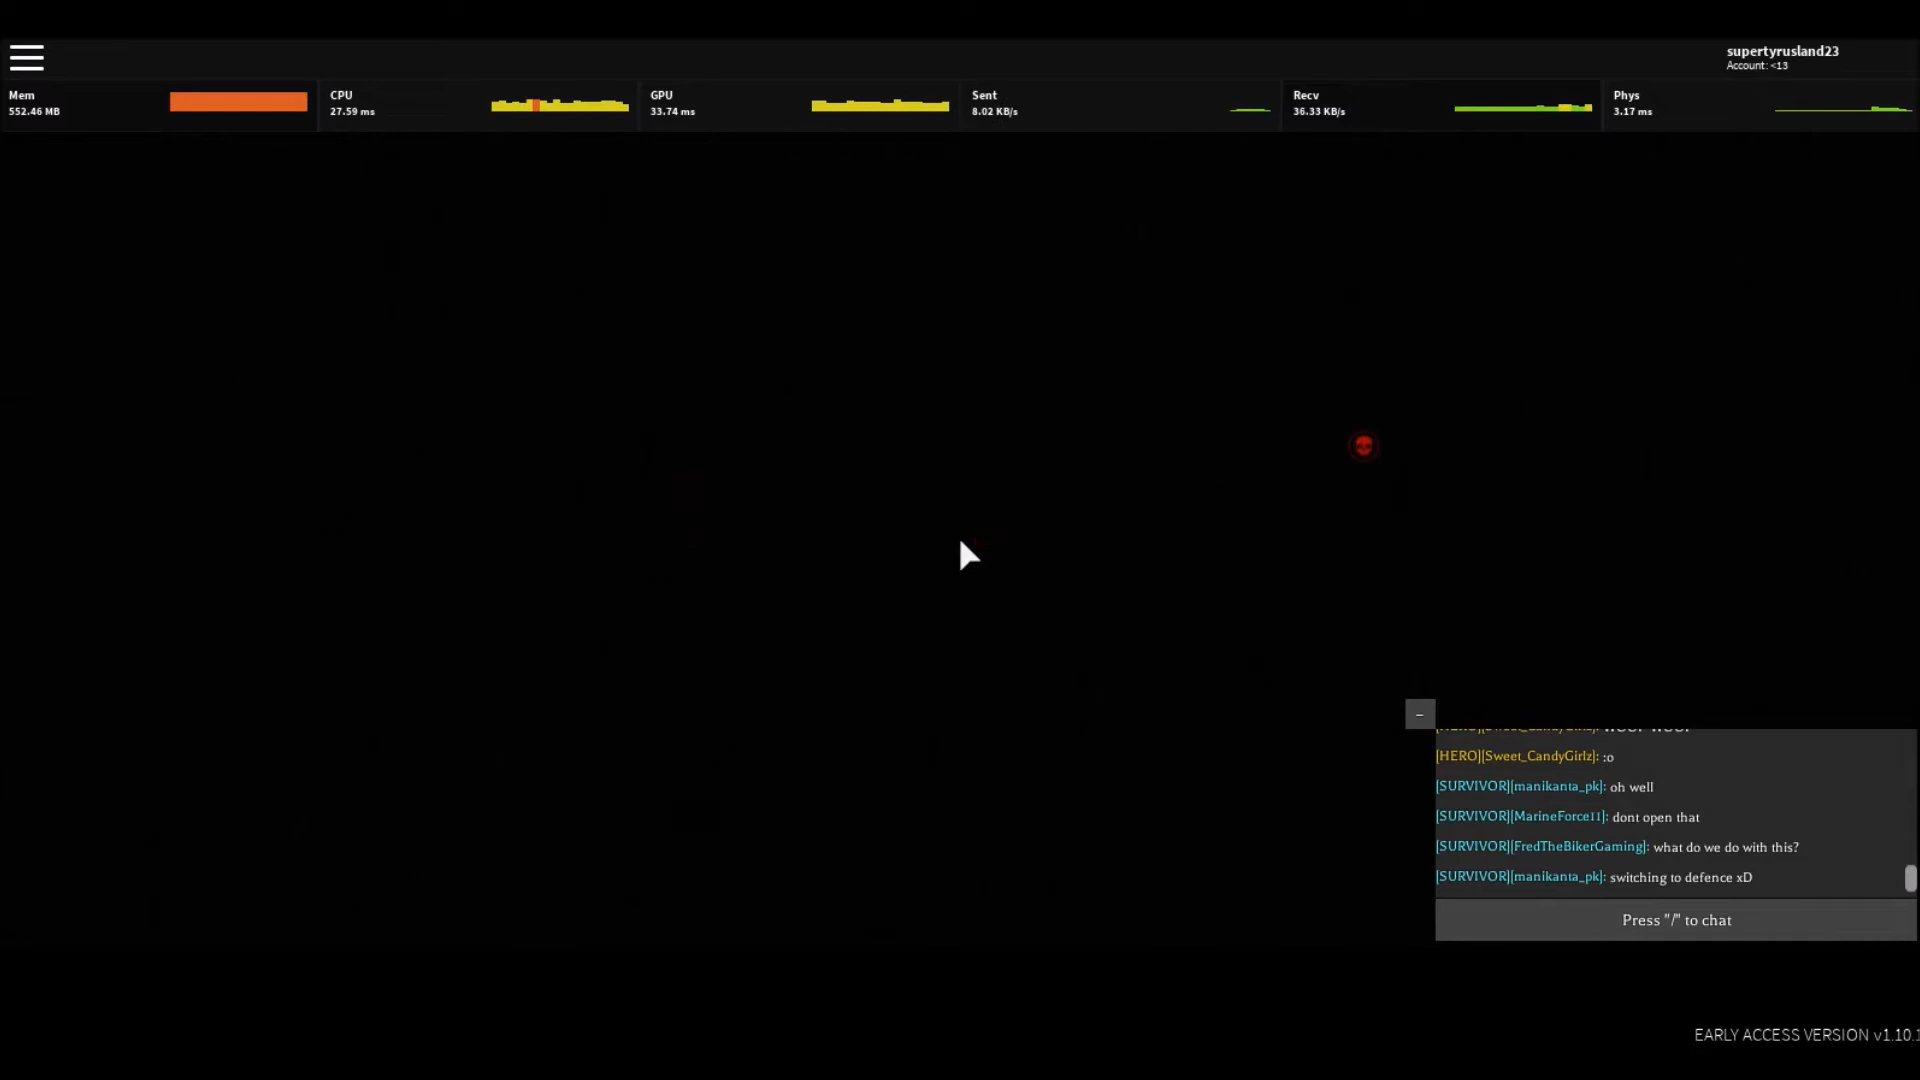 supertyrusland23
Account: <13
Mem
552.46 MB
CPU
27.59 ms
GPU
33.74 ms
Sent
8.02 KB/s
Recv
36.33 KB/s
Phys
3.17 ms
-
[HERO][Sweet_CandyGirlz]: :o
[SURVIVOR][manikanta_pk]: oh well
[SURVIVOR][MarineForceII]: dont open that
[SURVIVOR][FredTheBikerGaming]: what do we do with this?
[SURVIVOR][manikanta_pk]: switching to defence xD
Press "/" to chat
EARLY ACCESS VERSION v1.10.1